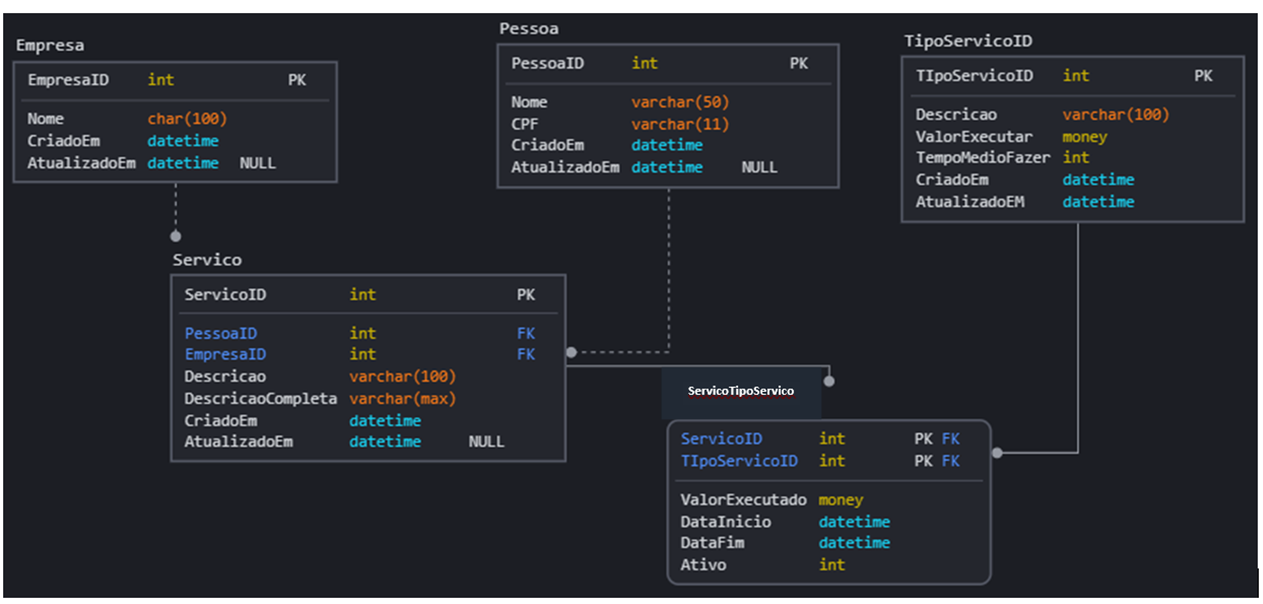 Empresa
EmpresaID int PK
Nome char(100)
CriadoEm datetime
AtualizadoEm datetime NULL
Pessoa
PessoaID int PK
Nome varchar(50)
CPF varchar(11)
CriadoEm datetime
AtualizadoEm datetime NULL
TipoServicoID
TIpoServicoID int PK
Descricao varchar(100)
ValorExecutar money
TempoMedioFazer int
CriadoEm datetime
AtualizadoEM datetime
Servico
ServicoID int PK
PessoaID int FK
EmpresaID int FK
Descricao varchar(100)
DescricaoCompleta varchar(max)
CriadoEm datetime
AtualizadoEm datetime NULL
ServicoTipoServico
ServicoID int PK FK
TIpoServicoID int PK FK
ValorExecutado money
DataInicio datetime
DataFim datetime
Ativo int